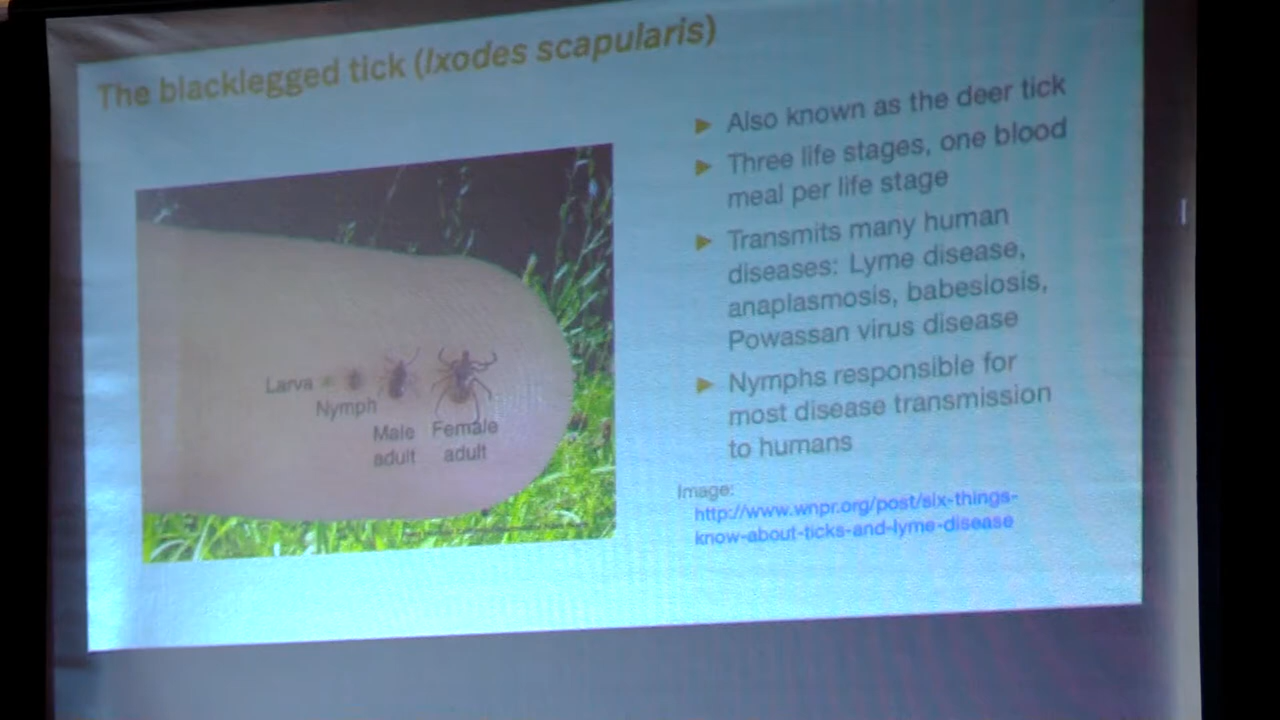 The blacklegged tick (Ixodes scapularis)
Larva
Nymph
Male
adult
Female
adult
Also known as the deer tick
Three life stages, one blood
meal per life stage
Transmits many human
diseases: Lyme disease,
anaplasmosis, babesiosis,
Powassan virus disease
Nymphs responsible for
most disease transmission
to humans
Image:
http://www.wnpr.org/post/six-things-
know-about-ticks-and-lyme-disease